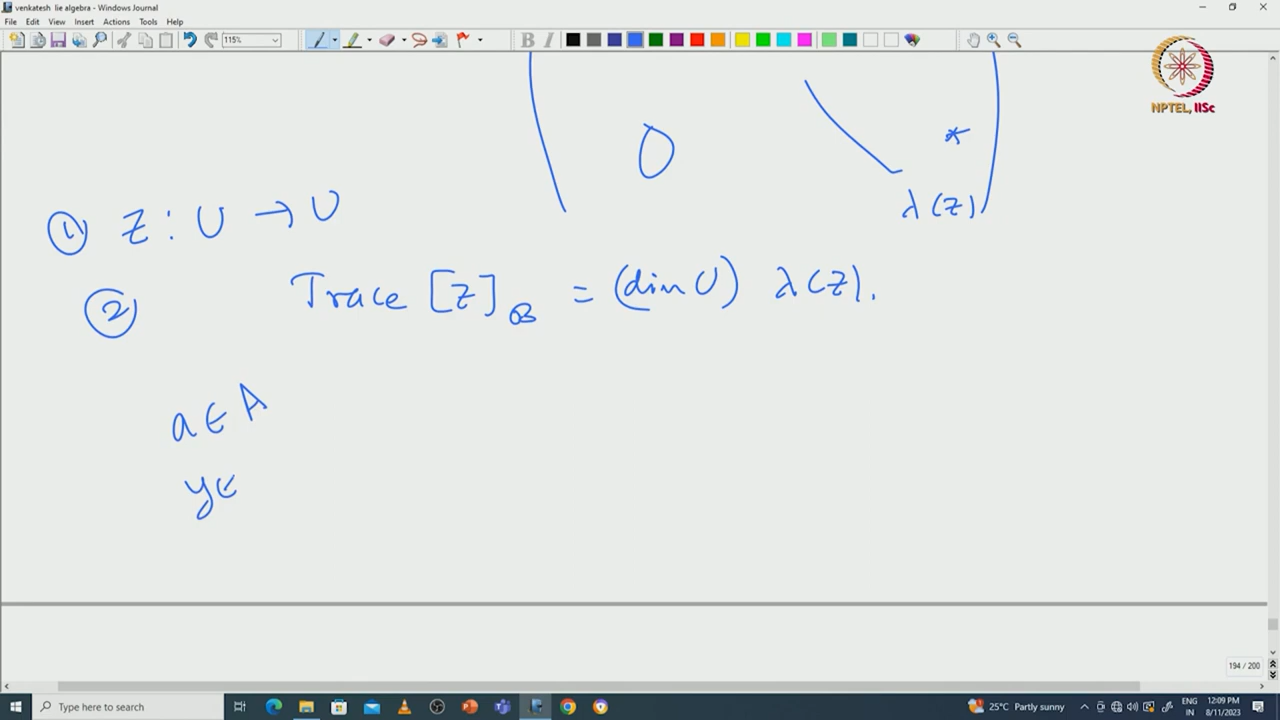 venkatesh lie algebra - Windows Journal
File Edit View Insert Actions Tools Help
115%
NPTEL, IISc
0 *
λ(Z)
① Z : U → U
② Trace [Z]_B = (dim U) λ(Z).
a ∈ A
y ∈
194 / 200
Type here to search
25°C Partly sunny
ENG
IN
12:09 PM
8/11/2023